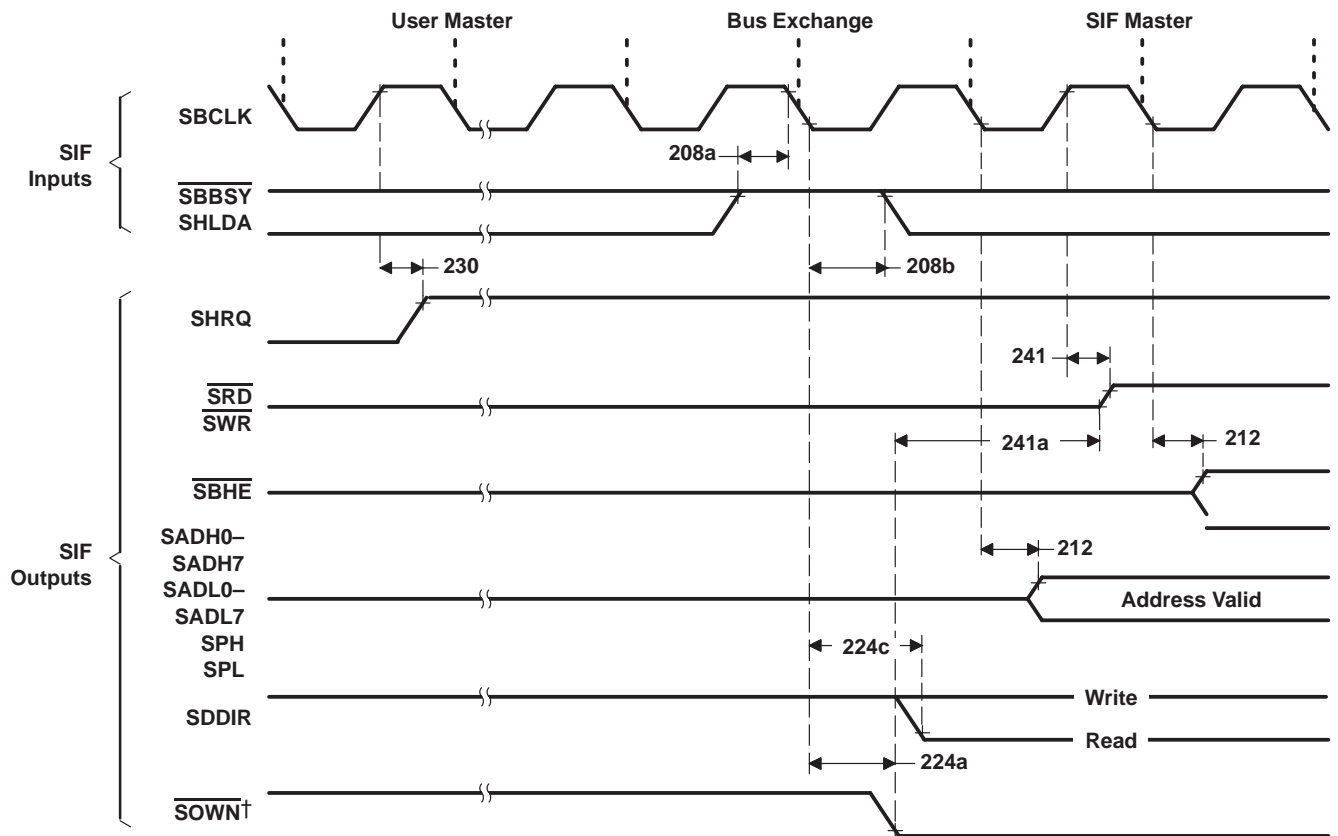 User Master
Bus Exchange
SIF Master
SBCLK
SIF
Inputs
208a
SBBSY
SHLDA
230
208b
SHRQ
241
SRD
SWR
241a
212
SBHE
SIF
Outputs
SADH0–
SADH7
SADL0–
SADL7
SPH
SPL
212
Address Valid
224c
SDDIR
Write
Read
224a
SOWN†